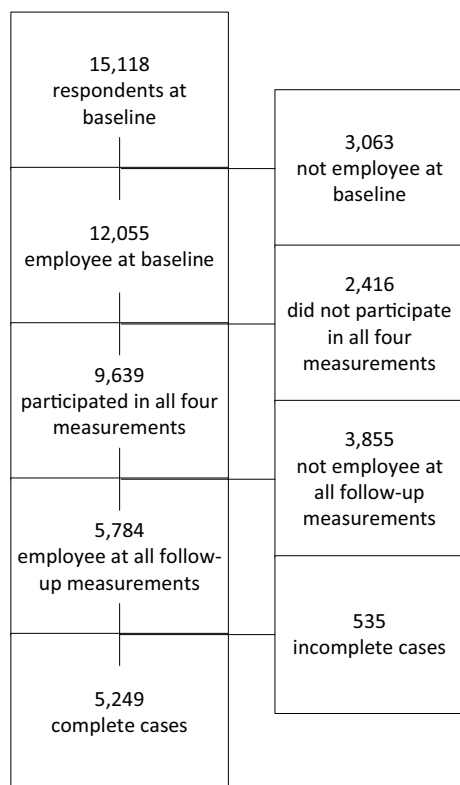 15,118
respondents at
baseline
3,063
not employee at
baseline
12,055
employee at baseline
2,416
did not participate
in all four
measurements
9,639
participated in all four
measurements
3,855
not employee at
all follow-up
measurements
5,784
employee at all follow-
up measurements
535
incomplete cases
5,249
complete cases